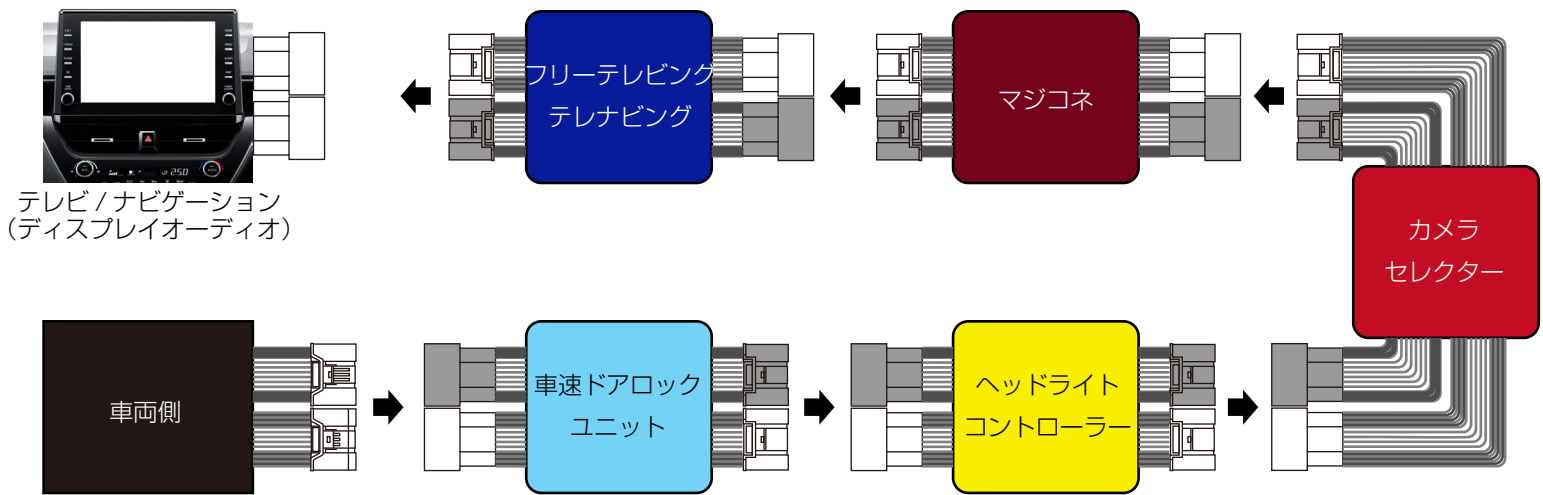 フリーテレビング
テレナビング
マジコネ
テレビ / ナビゲーション
（ディスプレイオーディオ）
カメラ
セレクター
車両側
車速ドアロック
ユニット
ヘッドライト
コントローラー